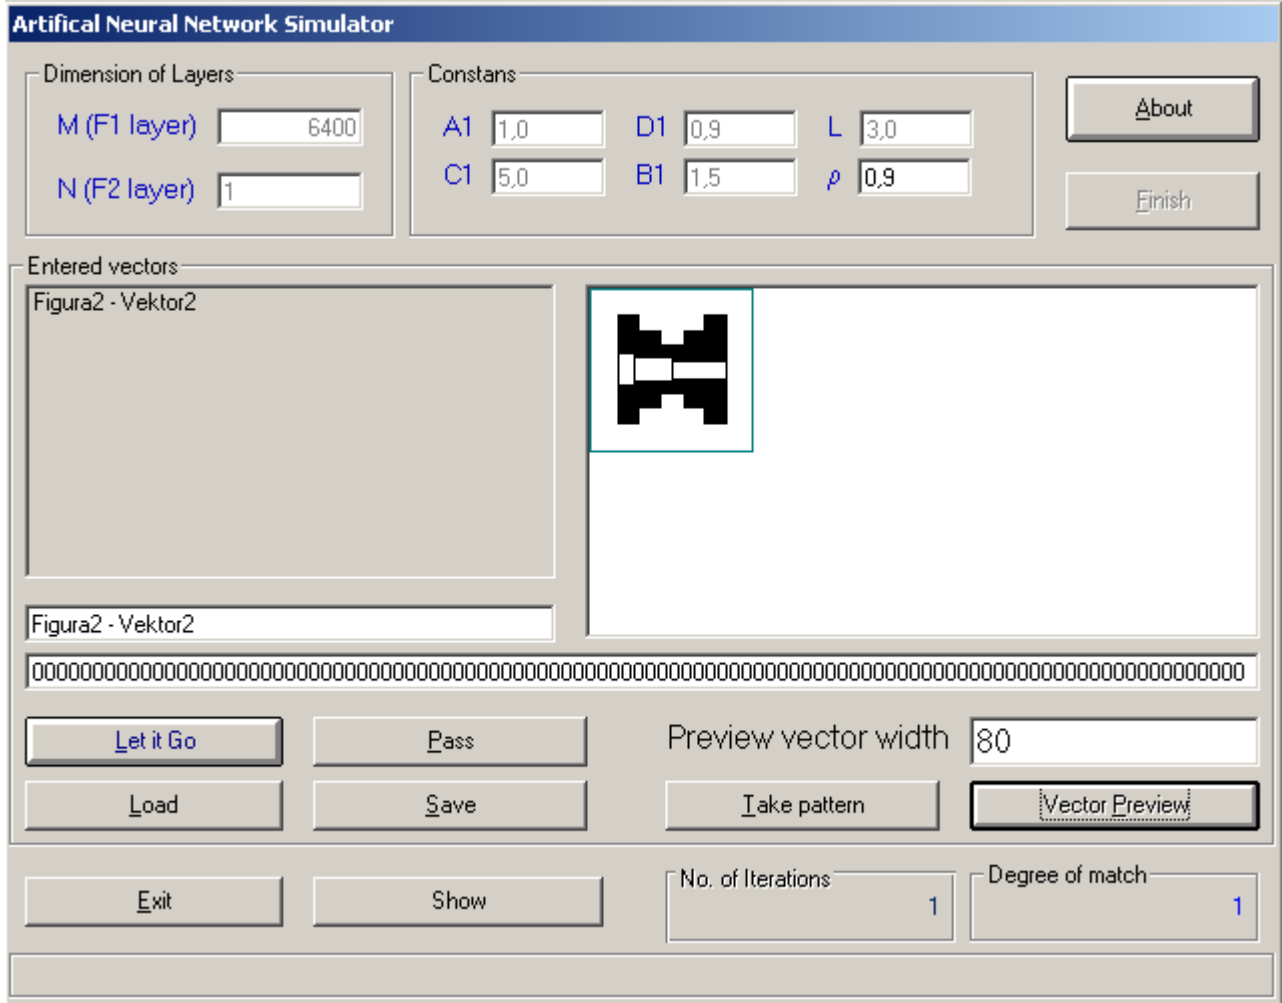 Artifical Neural Network Simulator
Dimension of Layers
M (F1 layer) 6400
N (F2 layer) 1
Constans
A1 1,0 D1 0,9 L 3,0
C1 5,0 B1 1,5 ρ 0,9
About
Finish
Entered vectors
Figura2 - Vektor2
Figura2 - Vektor2
00000000000000000000000000000000000000000000000000000000000000000000000000000000000000000000000000000
Let it Go Pass Preview vector width 80
Load Save Take pattern Vector Preview
Exit Show
No. of Iterations
1
Degree of match
1